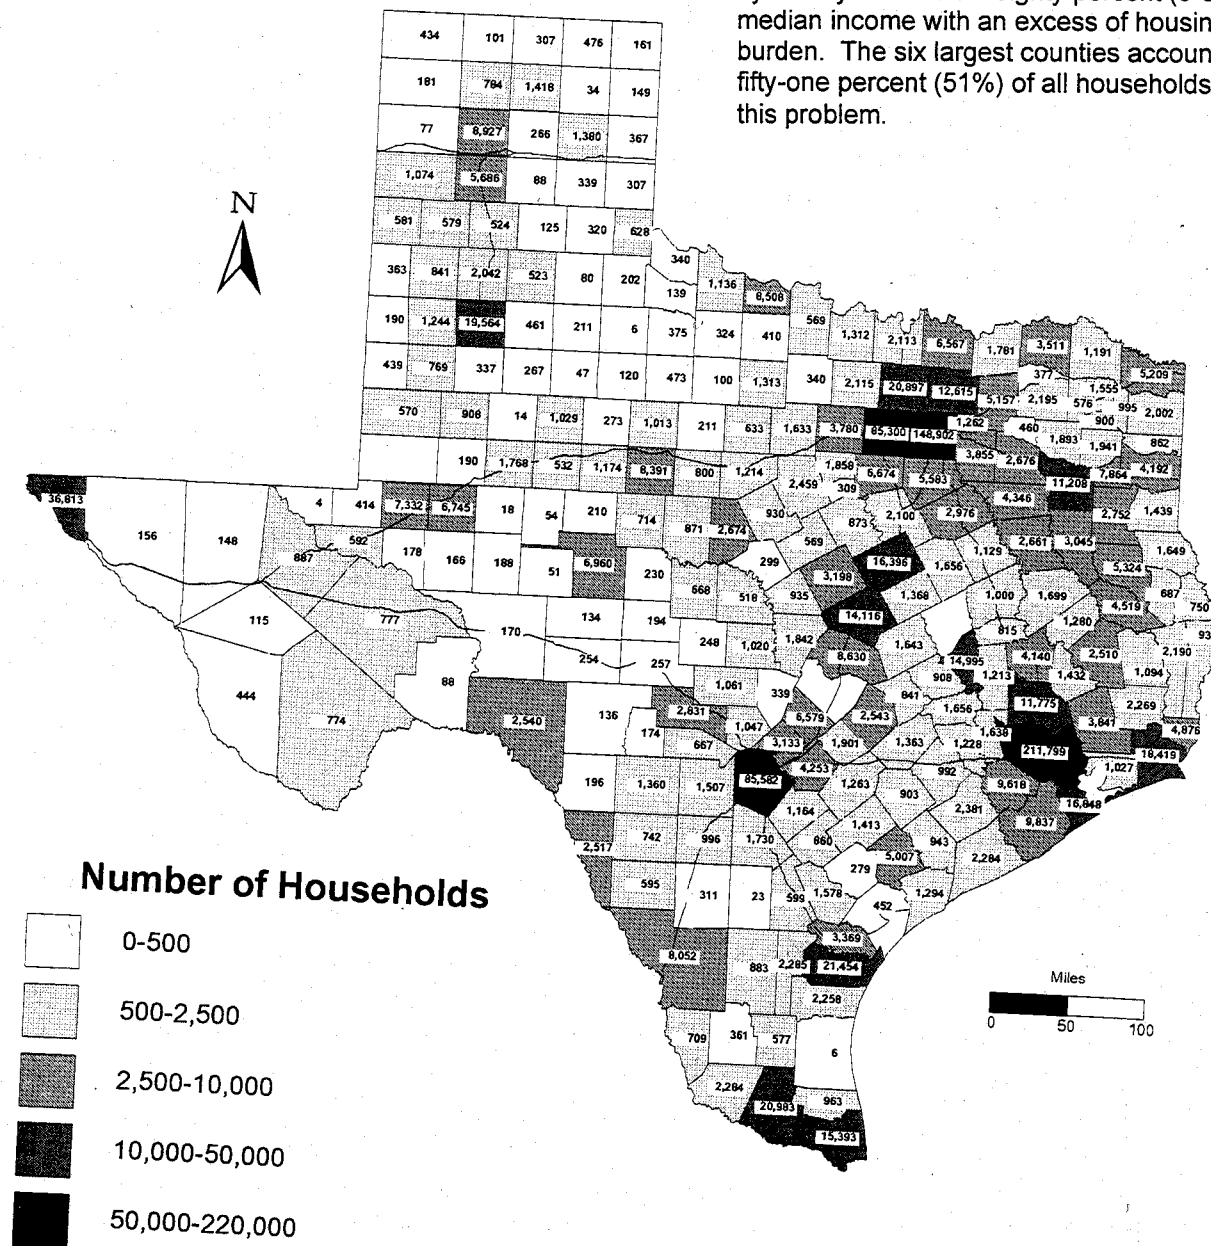 median income with an excess of housin
burden. The six largest counties accoun
fifty-one percent (51%) of all households
this problem.
434 101 307 476 161
181 784 1,418 34 149
77 8,927 266 1,380 367
1,074 5,686 88 339 307
N
581 579 524 125 320 628
340
363 841 2,042 523 80 202 139 1,136 8,508
190 1,244 19,564 461 211 6 375 324 410 569 1,312 2,113 6,567 1,781 3,511 1,191
439 769 337 267 47 120 473 100 1,313 340 2,115 20,897 12,615 377 5,209
5,157 2,195 576 1,555 995 2,002
570 908 14 1,029 273 1,013 211 633 1,633 3,780 85,300 148,902 1,262 460 900
1,893 1,941 862
190 1,768 532 1,174 8,391 800 1,214 1,858 6,674 5,583 3,855 2,676 7,864 4,192
2,459 309 11,208
36,813 4 414 7,332 6,745 18 54 210 714 871 2,674 930 873 2,100 2,976 4,346 2,752 1,439
156 148 887 592 178 166 188 51 6,960 230 299 569 16,396 1,129 2,661 3,045 1,649
3,198 1,656 5,324
668 518 935 1,368 1,000 1,699 687 750
115 777 170 134 194 14,116 4,519
248 1,020 1,842 815 1,280 93
254 257 8,630 1,643 14,995 4,140 2,510 2,190
88 908 1,213 1,432 1,094
444 1,061 339 841 11,775
774 2,540 136 2,831 6,579 2,543 1,656 2,269
174 1,047 3,841 4,876
667 3,133 1,901 1,363 1,228 1,638 211,799 18,419
196 1,360 1,507 85,582 4,253 1,263 992 9,618 1,027
903 16,848
1,164 2,381 9,837
742 996 1,730 860 1,413 943
2,517 5,007 2,284
595 311 23 599 1,578 279 1,294
452
3,369
8,052 883 2,285 21,454
2,258
709 361 577 6
2,284 963
20,983
15,393
Number of Households
0-500
500-2,500
2,500-10,000
10,000-50,000
50,000-220,000
Miles
0 50 100